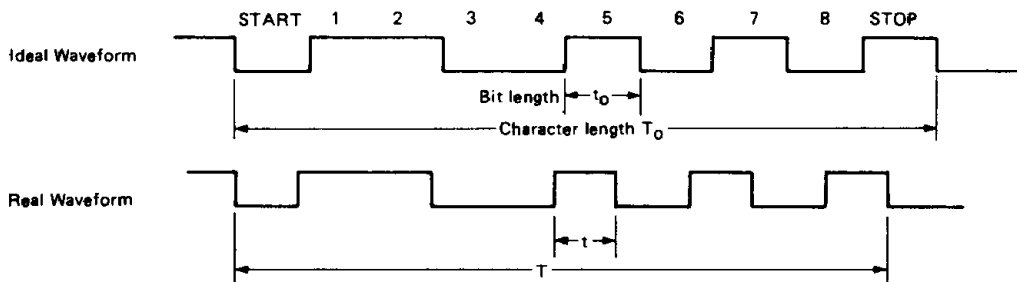 START 1 2 3 4 5 6 7 8 STOP
Ideal Waveform
Bit length t₀
Character length T₀
Real Waveform
t
T